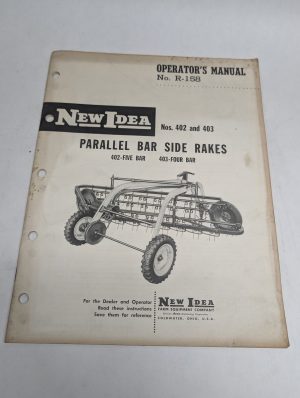 OPERATOR'S MANUAL
No. R-158
NEW IDEA
Nos. 402 and 403
PARALLEL BAR SIDE RAKES
402-FIVE BAR 403-FOUR BAR
For the Dealer and Operator
Read these instructions
Save them for reference
NEW IDEA
FARM EQUIPMENT COMPANY
COLDWATER, OHIO, U.S.A.